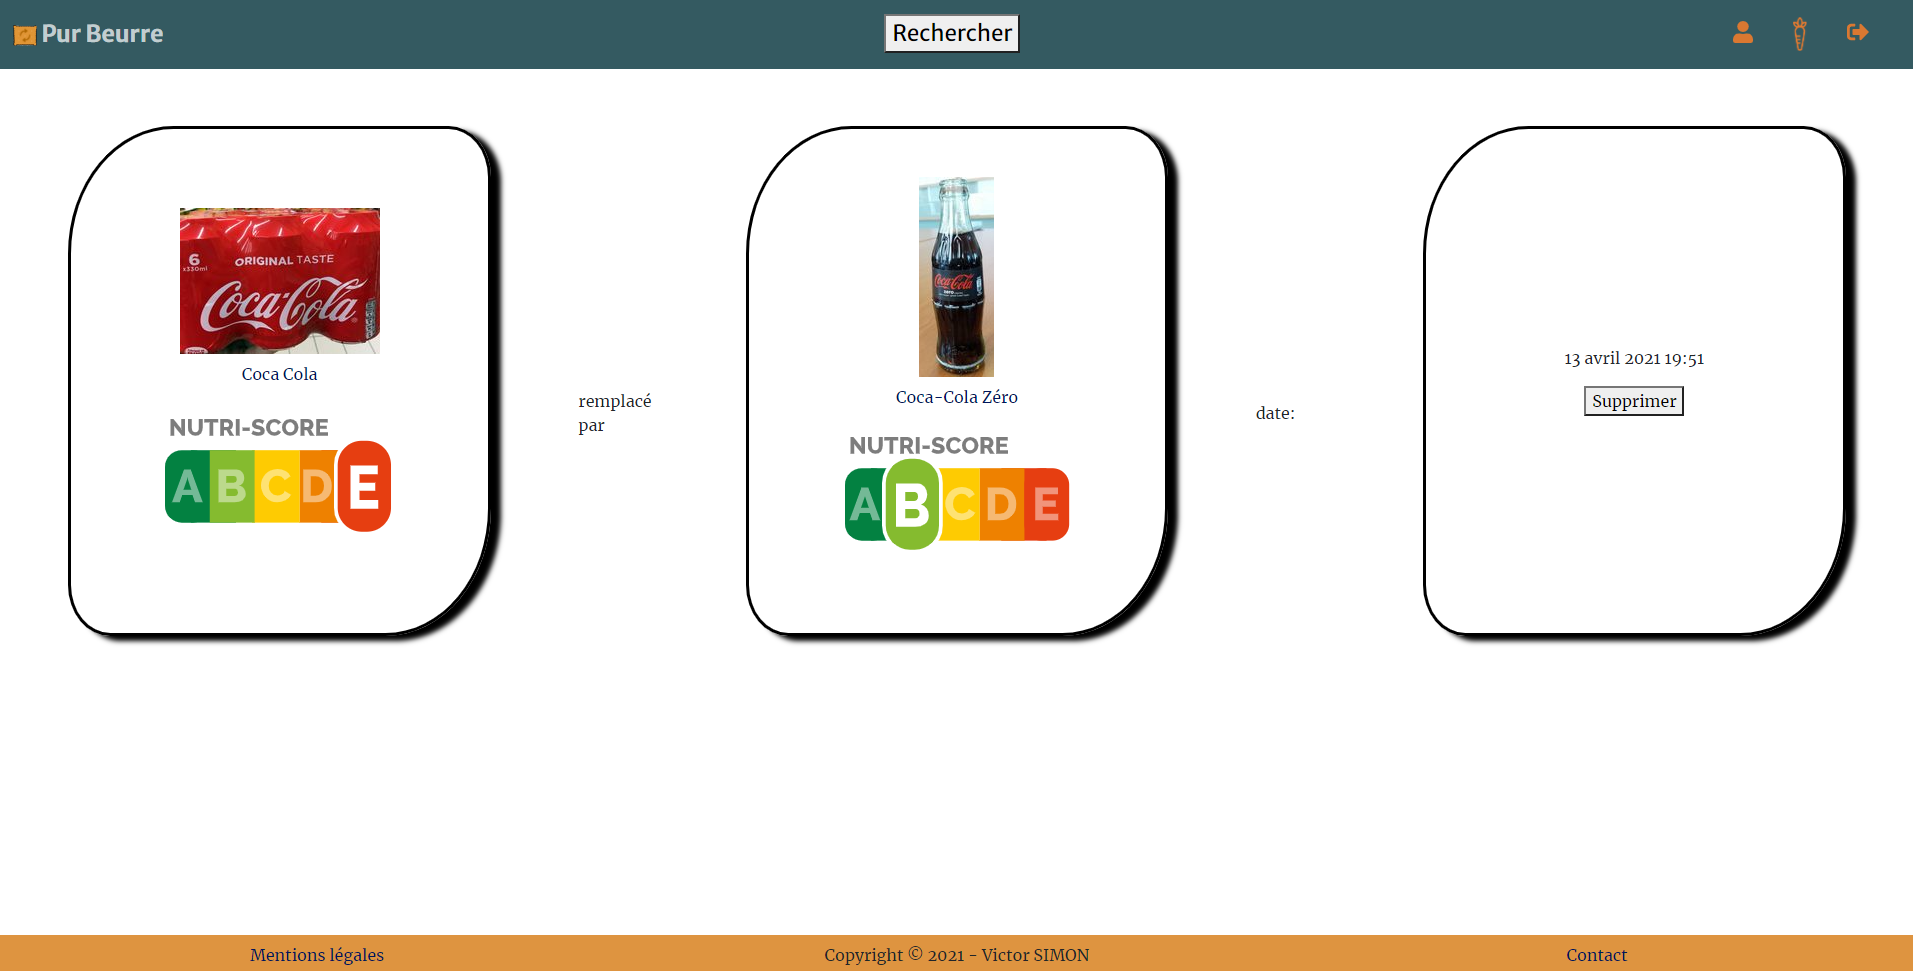 Pur Beurre
Rechercher
6
x330ml
ORIGINAL TASTE
Coca-Cola
Coca Cola
NUTRI-SCORE
A B C D E
remplacé
par
Coca-Cola
zero
Coca-Cola Zéro
NUTRI-SCORE
A B C D E
date:
13 avril 2021 19:51
Supprimer
Mentions légales
Copyright © 2021 - Victor SIMON
Contact